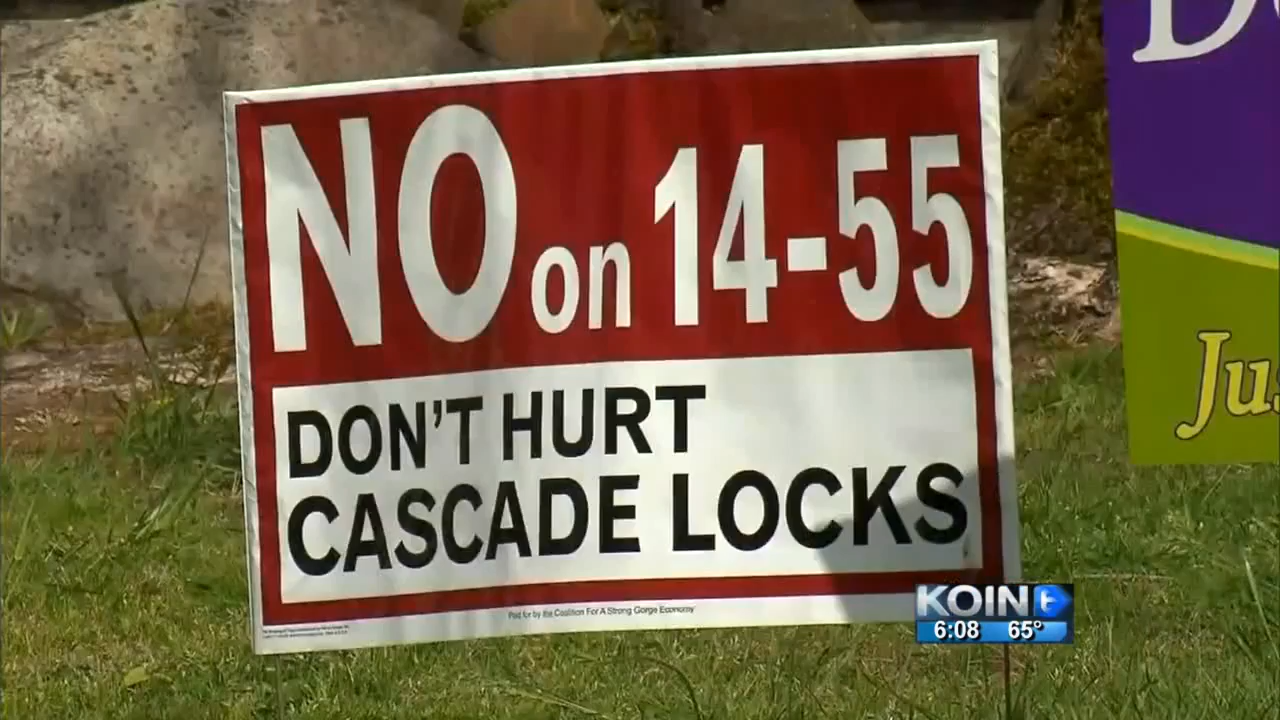 NO on 14-55
DON'T HURT
CASCADE LOCKS
Paid for by the Coalition For A Strong Gorge Economy
D
Ju
KOIN
6:08 65°